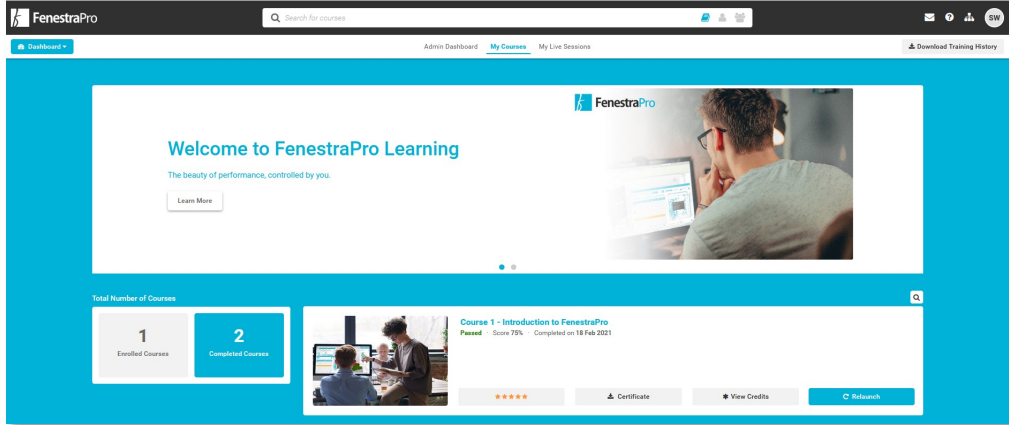 FenestraPro
Search for courses
SW
Dashboard
Admin Dashboard
My Courses
My Live Sessions
Download Training History
FenestraPro
Welcome to FenestraPro Learning
The beauty of performance, controlled by you.
Learn More
Total Number of Courses
1
Enrolled Courses
2
Completed Courses
Course 1 - Introduction to FenestraPro
Passed · Score 75% · Completed on 18 Feb 2021
Certificate
View Credits
Relaunch